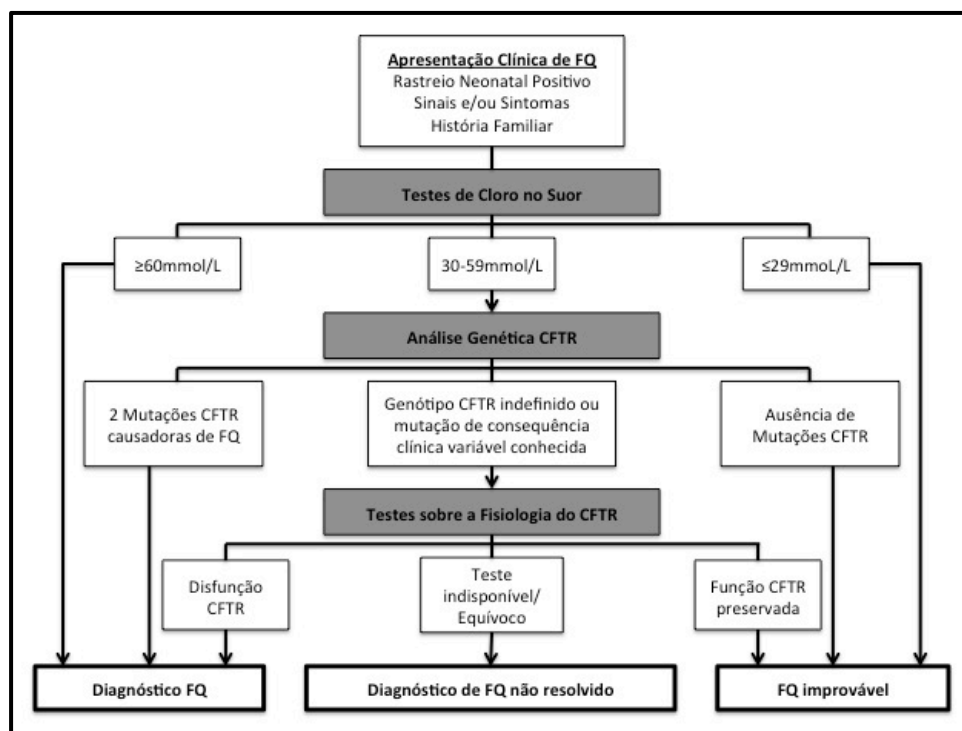 Apresentação Clínica de FQ
Rastreio Neonatal Positivo
Sinais e/ou Sintomas
História Familiar
Testes de Cloro no Suor
≥60mmol/L
30-59mmol/L
≤29mmoL/L
Análise Genética CFTR
2 Mutações CFTR
causadoras de FQ
Genótipo CFTR indefinido ou
mutação de consequência
clínica variável conhecida
Ausência de
Mutações CFTR
Testes sobre a Fisiologia do CFTR
Disfunção
CFTR
Teste
indisponível/
Equívoco
Função CFTR
preservada
Diagnóstico FQ
Diagnóstico de FQ não resolvido
FQ improvável